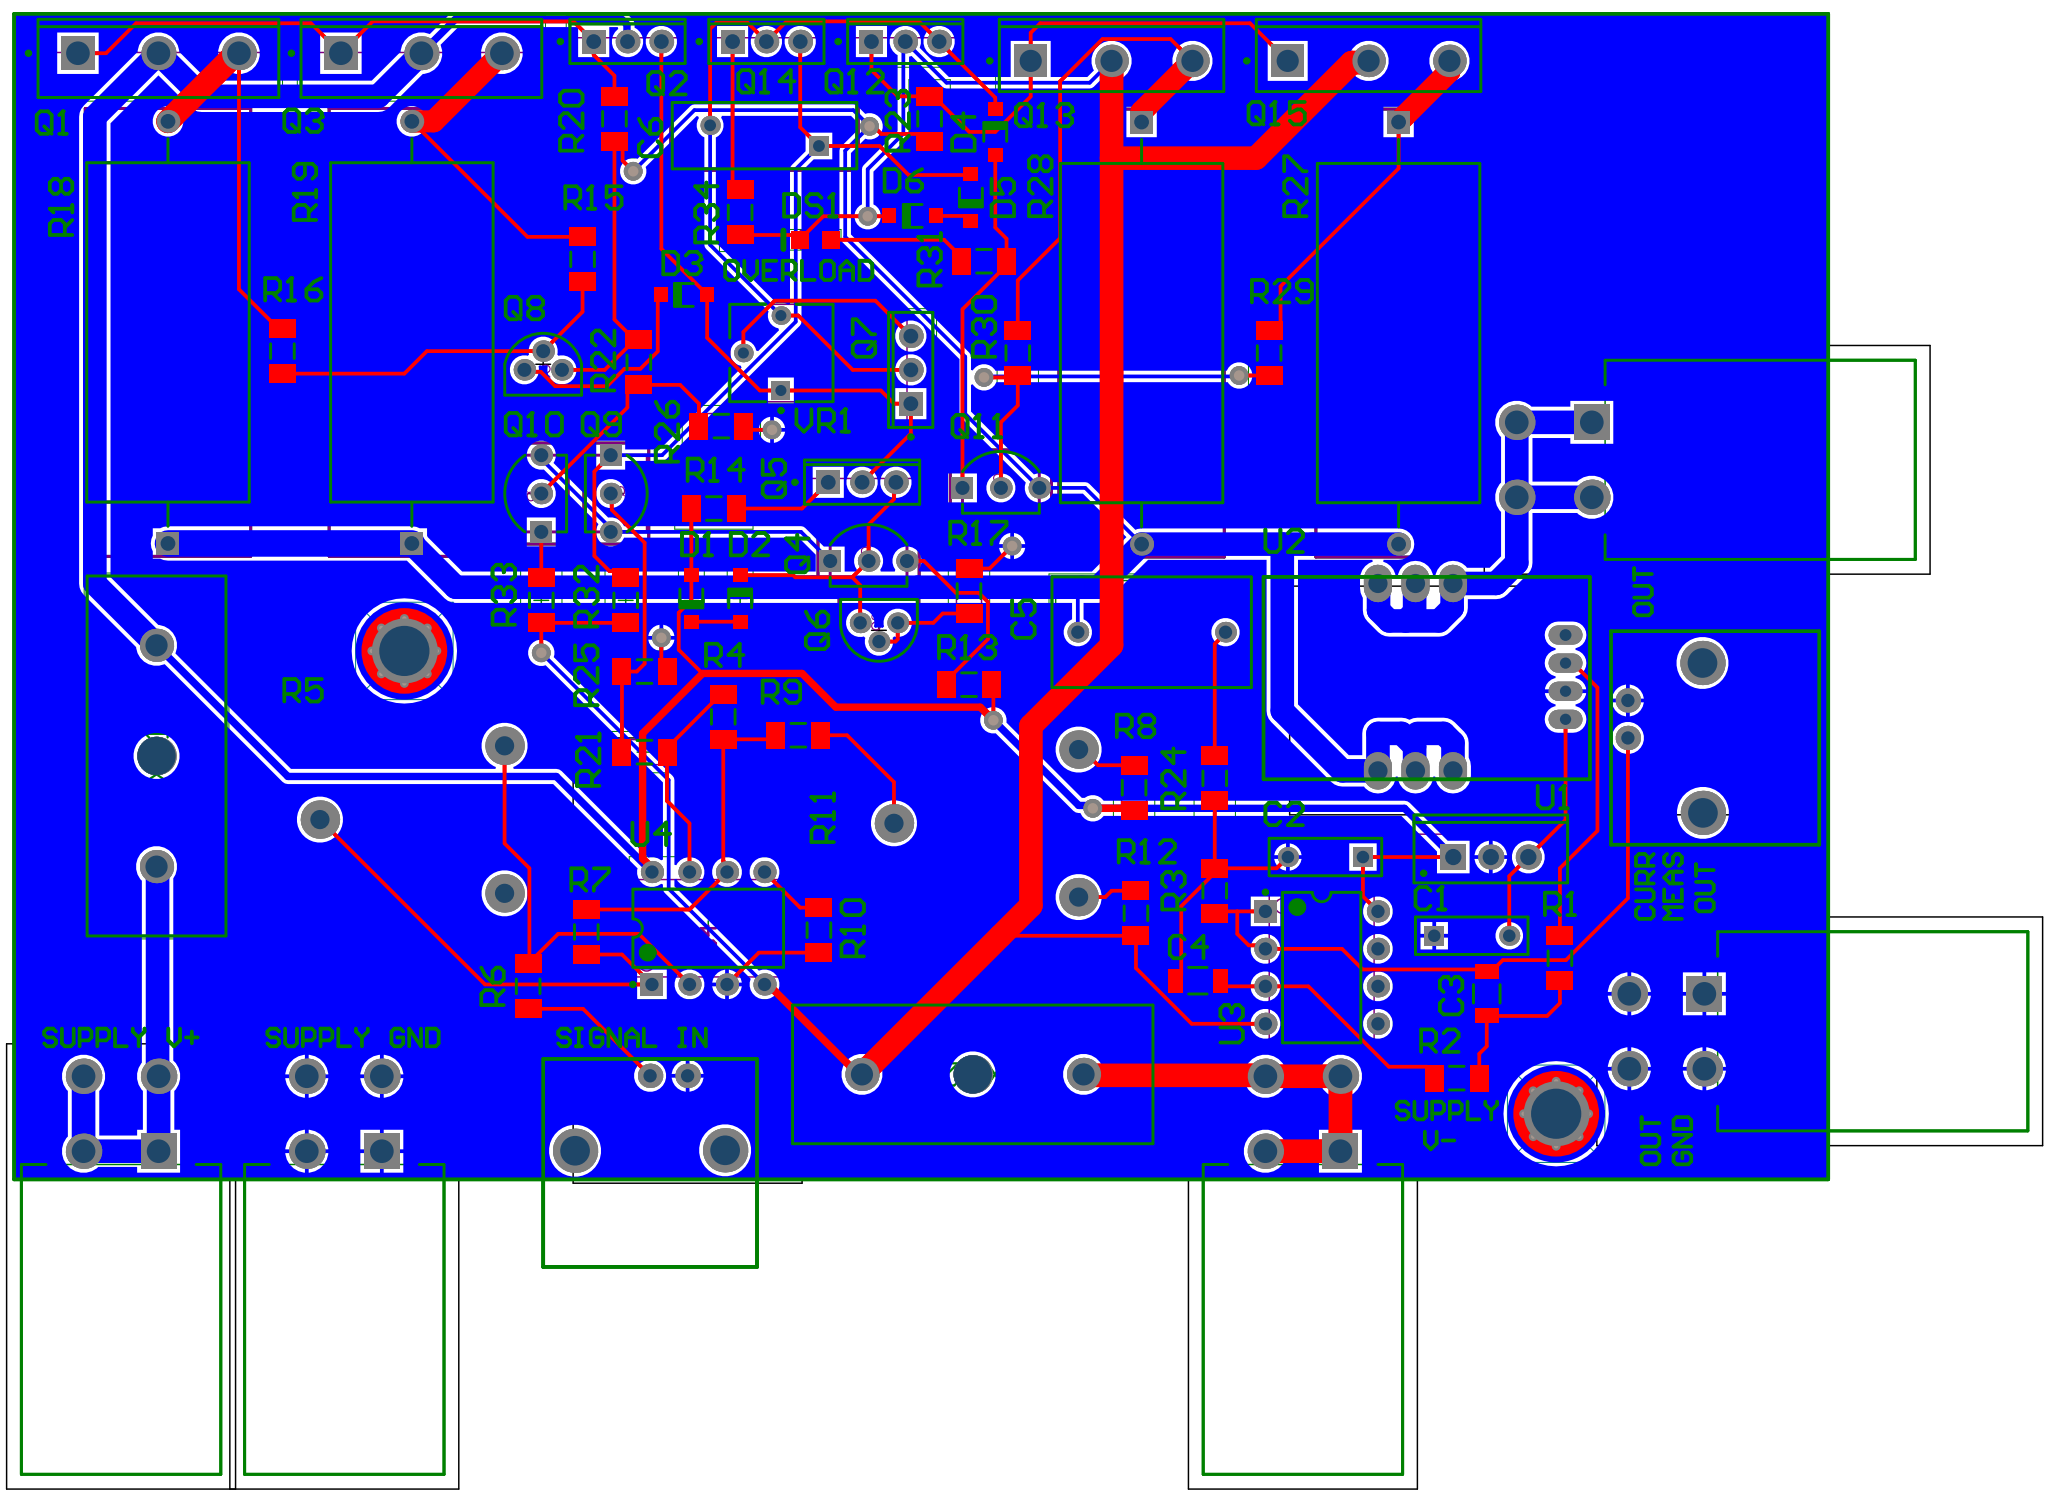 Q1
Q3
Q2
Q14
Q12
Q13
Q15
R20
C6
R23
D4
R18
R19
R15
R34
DS1
D6
D5
R28
R27
D3
OVERLOAD
R31
R16
Q8
R22
Q7
R30
R29
Q10
Q9
R26
VR1
Q11
R14
Q5
R17
D1
D2
Q4
U2
R33
R32
Q6
C5
OUT
R5
R25
R4
R13
R9
R8
R21
R24
R11
C2
U1
U4
R12
R7
R3
C1
R1
CURR
MEAS
OUT
R10
C4
R6
U3
C3
R2
SUPPLY V+
SUPPLY GND
SIGNAL IN
SUPPLY
V-
OUT
GND